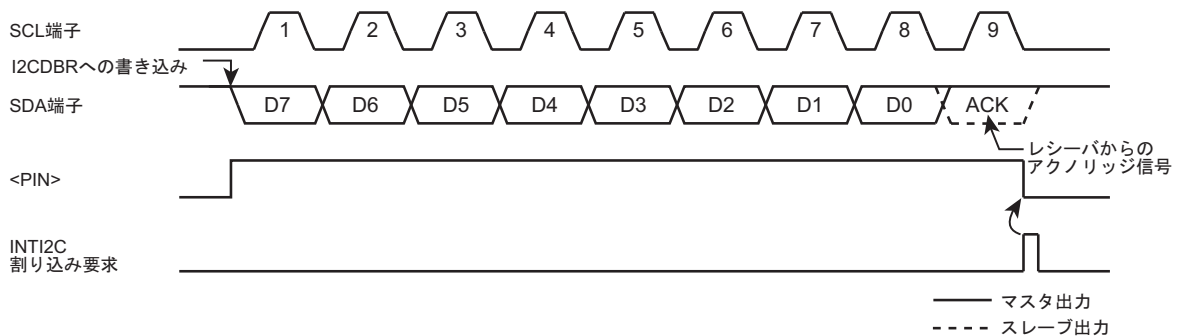 SCL端子
1 2 3 4 5 6 7 8 9
I2CDBRへの書き込み
SDA端子
D7 D6 D5 D4 D3 D2 D1 D0 ACK
レシーバからの
アクノリッジ信号
<PIN>
INTI2C
割り込み要求
マスタ出力
スレーブ出力